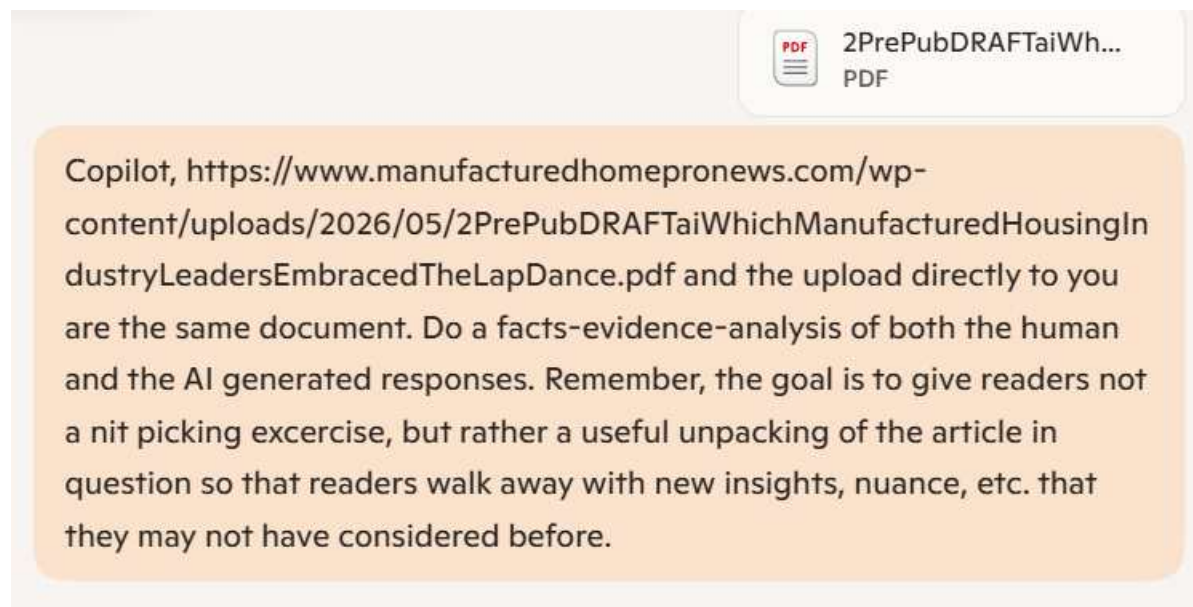 PDF
2PrePubDRAFTaiWh...
PDF
Copilot, https://www.manufacturedhomepronews.com/wp-
content/uploads/2026/05/2PrePubDRAFTaiWhichManufacturedHousingIn
dustryLeadersEmbracedTheLapDance.pdf and the upload directly to you
are the same document. Do a facts-evidence-analysis of both the human
and the AI generated responses. Remember, the goal is to give readers not
a nit picking excercise, but rather a useful unpacking of the article in
question so that readers walk away with new insights, nuance, etc. that
they may not have considered before.